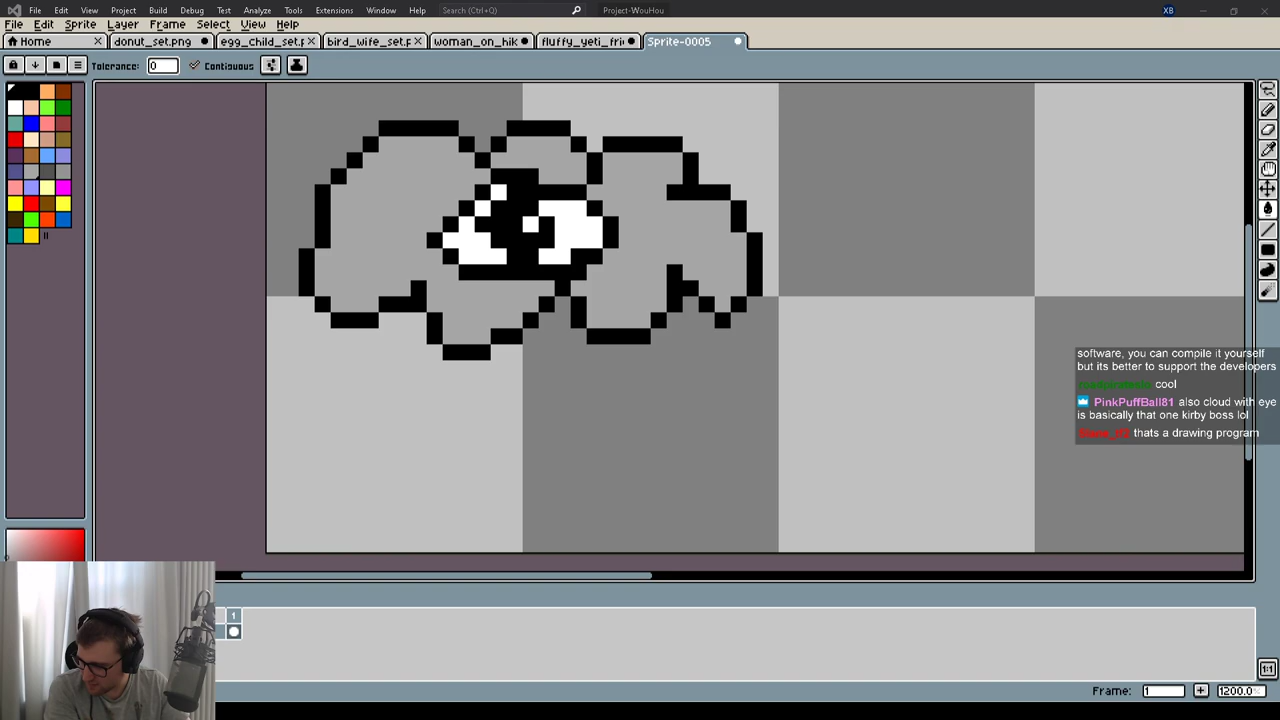 File Edit View Project Build Debug Test Analyze Tools Extensions Window Help Search (Ctrl+Q) Project-WouHou XB
File Edit Sprite Layer Frame Select View Help
Home donut_set.png egg_child_set.p bird_wife_set.p woman_on_hik fluffy_yeti_fri Sprite-0005
Tolerance: 0 Continuous
software, you can compile it yourself
but its better to support the developers
cool
PinkPuffBall81 also cloud with eye
is basically that one kirby boss lol
thats a drawing program
1
1:1
Frame: 1 + 1200.0